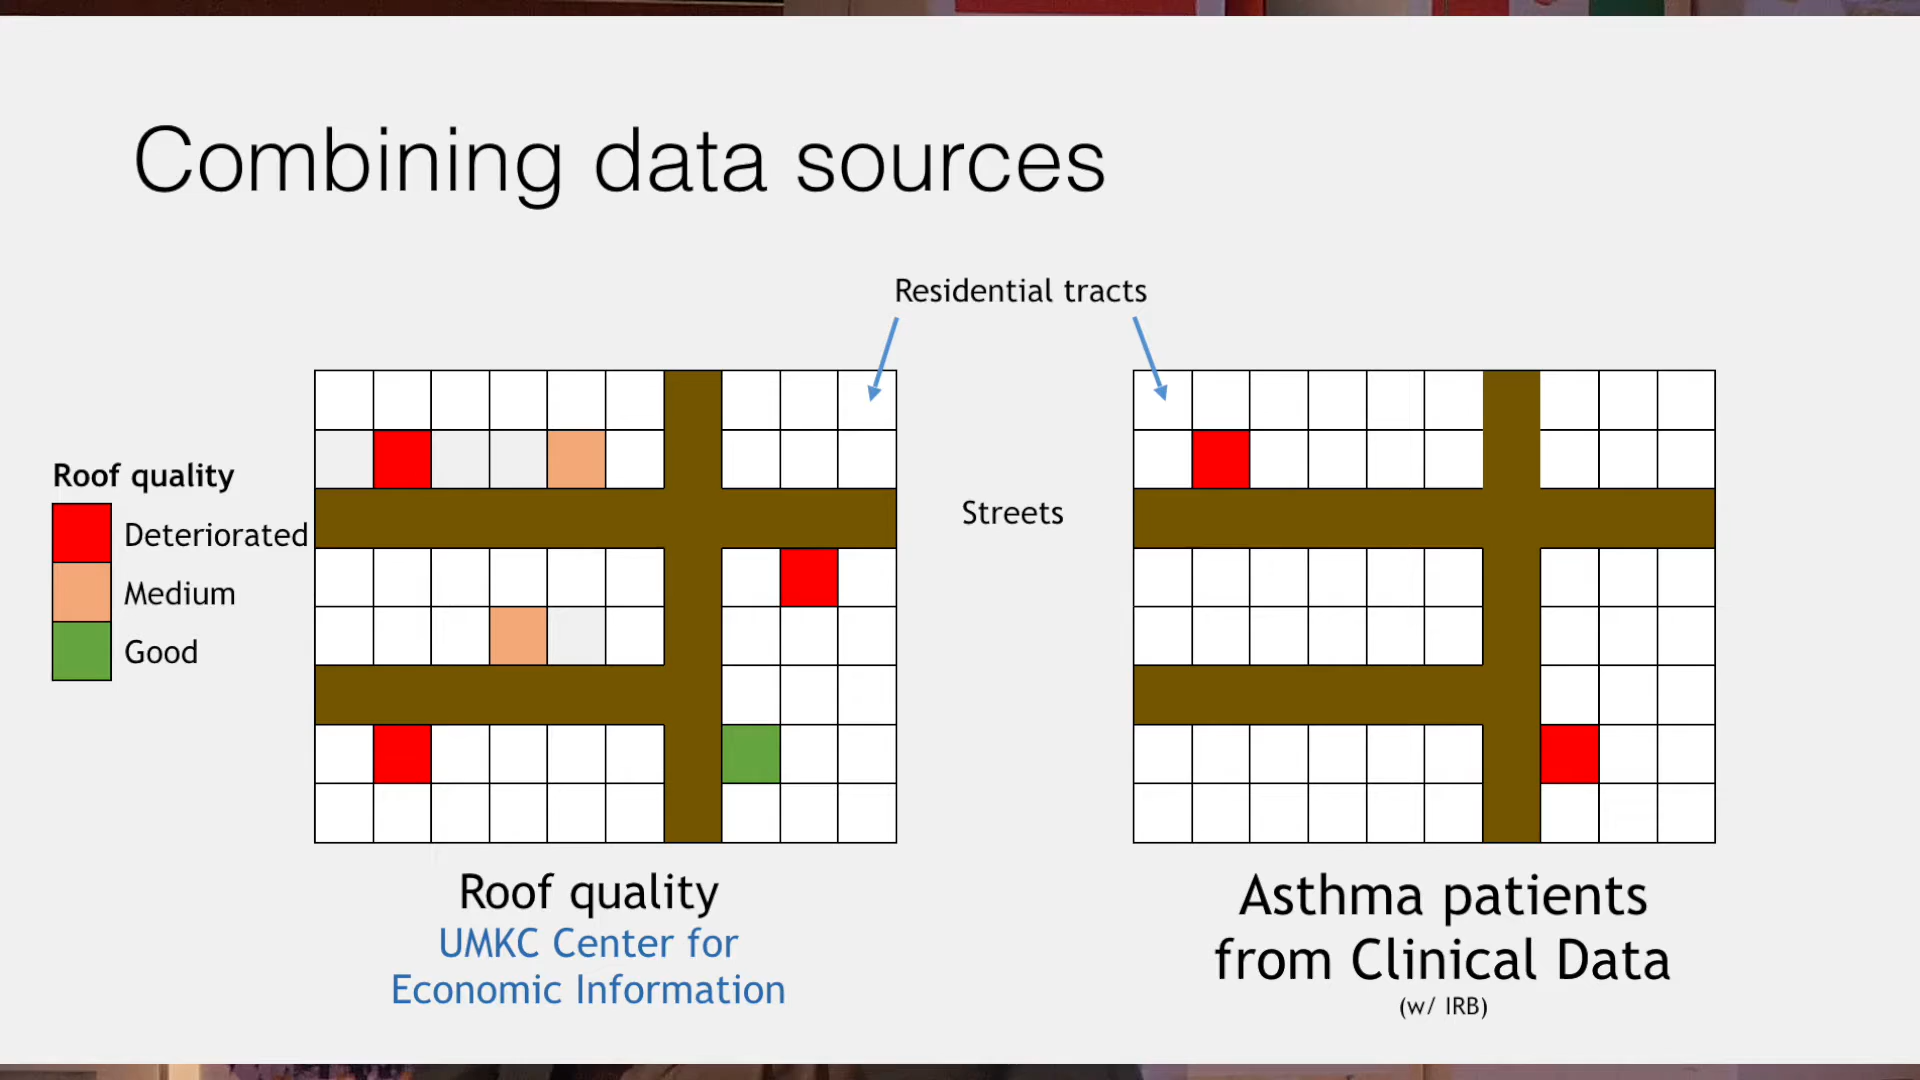 Combining data sources
Residential tracts
Roof quality
Deteriorated
Medium
Good
Streets
Roof quality
UMKC Center for
Economic Information
Asthma patients
from Clinical Data
(w/ IRB)